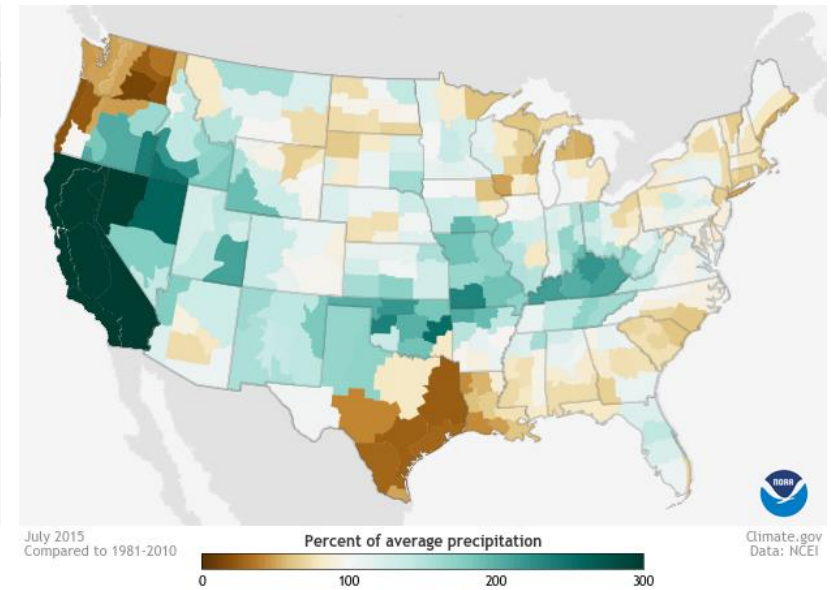 NOAA
July 2015
Compared to 1981-2010
Percent of average precipitation
0 100 200 300
Climate.gov
Data: NCEI